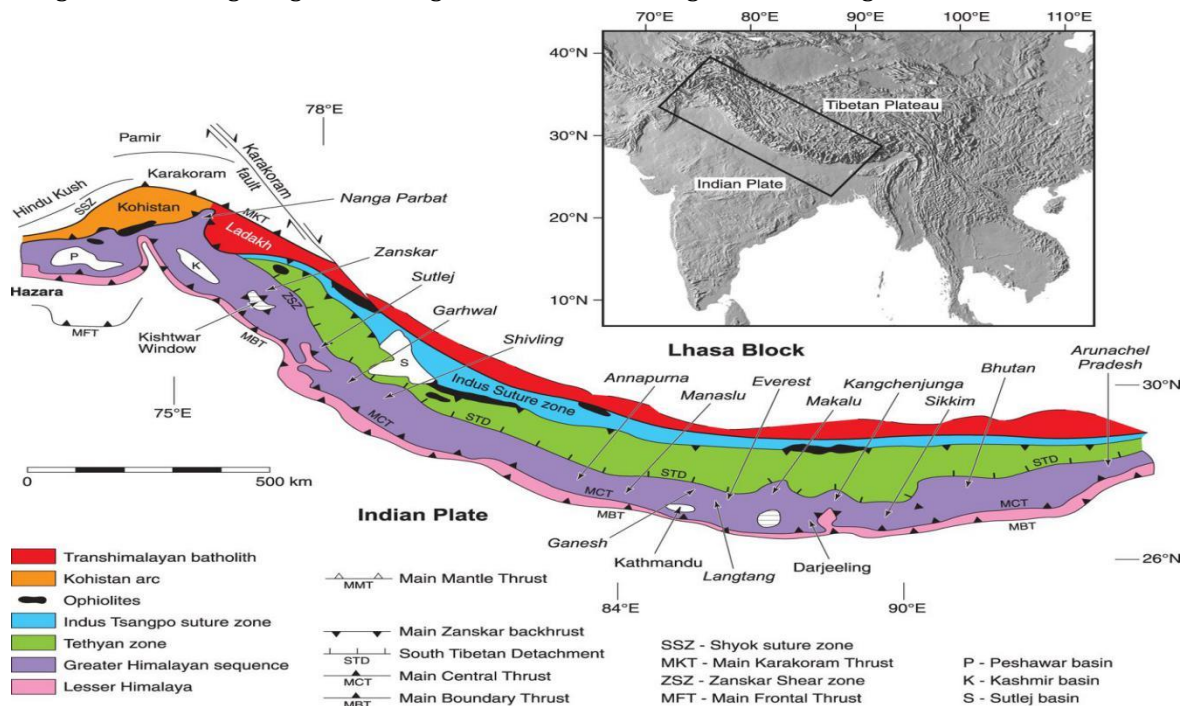 70°E 80°E 90°E 100°E 110°E
40°N
30°N
20°N
10°N
Tibetan Plateau
Indian Plate
78°E
Pamir
Karakoram
Hindu Kush
SSZ
Karakoram
fault
MKT
Kohistan
Nanga Parbat
Ladakh
Zanskar
Sutlej
Garhwal
Shivling
P
K
Hazara
MFT
Kishtwar
Window
ZSZ
MBT
75°E
S
Indus Suture zone
Lhasa Block
Annapurna
Manaslu
Everest
Makalu
Kangchenjunga
Sikkim
Bhutan
Arunachel
Pradesh
30°N
MCT
STD
STD
STD
MCT
MBT
MCT
MBT
0 500 km
Indian Plate
Ganesh
Kathmandu
Langtang
Darjeeling
26°N
84°E
90°E
Transhimalayan batholith
Kohistan arc
Ophiolites
Indus Tsangpo suture zone
Tethyan zone
Greater Himalayan sequence
Lesser Himalaya
MMT Main Mantle Thrust
Main Zanskar backhrust
STD South Tibetan Detachment
MCT Main Central Thrust
MBT Main Boundary Thrust
SSZ - Shyok suture zone
MKT - Main Karakoram Thrust
ZSZ - Zanskar Shear zone
MFT - Main Frontal Thrust
P - Peshawar basin
K - Kashmir basin
S - Sutlej basin